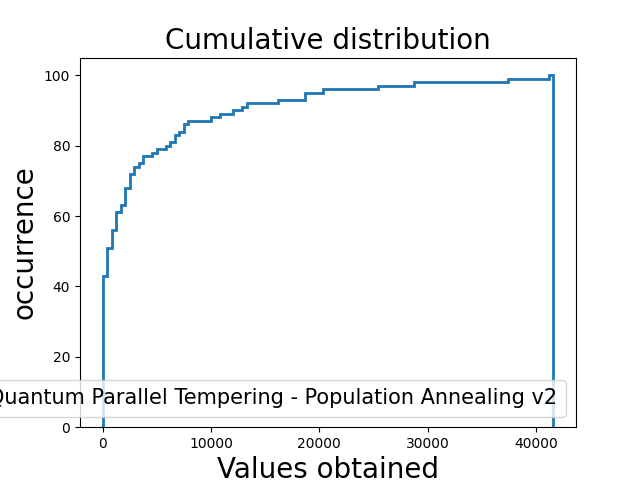 Cumulative distribution
100
80
60
40
20
0
occurrence
Quantum Parallel Tempering - Population Annealing v2
0 10000 20000 30000 40000
Values obtained